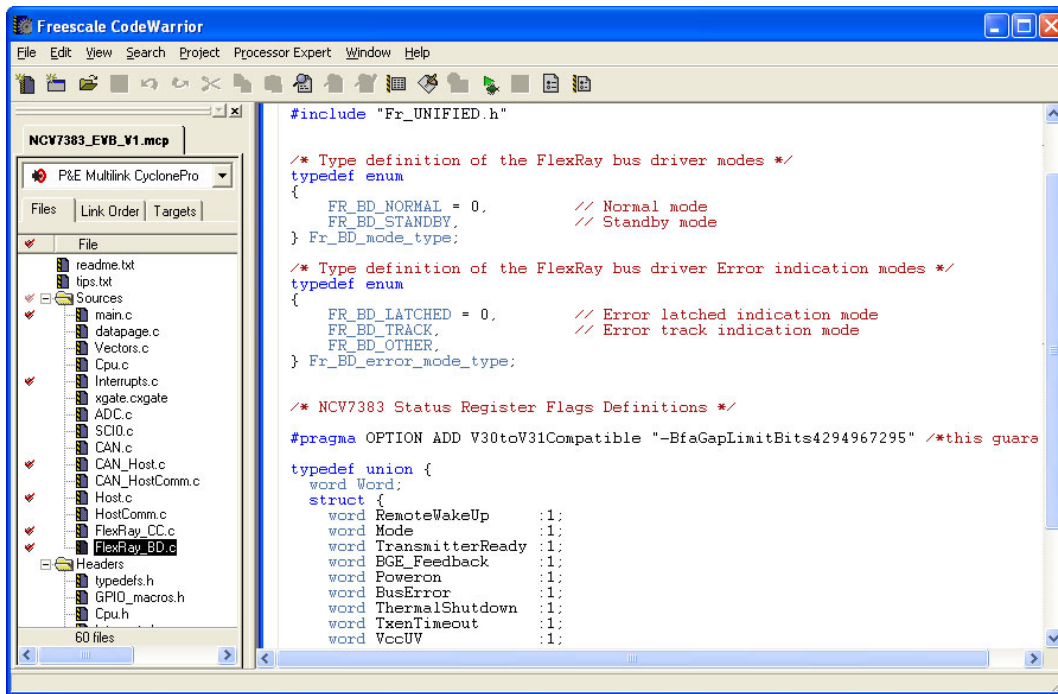 Freescale CodeWarrior
File Edit View Search Project Processor Expert Window Help
NCV7383_EVB_V1.mcp
P&E Multilink CyclonePro
Files Link Order Targets
File
readme.txt
tips.txt
Sources
main.c
datapage.c
Vectors.c
Cpu.c
Interrupts.c
xgate.cxgate
ADC.c
SCI0.c
CAN.c
CAN_Host.c
CAN_HostComm.c
Host.c
HostComm.c
FlexRay_CC.c
FlexRay_BD.c
Headers
typedefs.h
GPIO_macros.h
Cpu.h
60 files
#include "Fr_UNIFIED.h"
/* Type definition of the FlexRay bus driver modes */
typedef enum
{
FR_BD_NORMAL = 0, // Normal mode
FR_BD_STANDBY, // Standby mode
} Fr_BD_mode_type;
/* Type definition of the FlexRay bus driver Error indication modes */
typedef enum
{
FR_BD_LATCHED = 0, // Error latched indication mode
FR_BD_TRACK, // Error track indication mode
FR_BD_OTHER,
} Fr_BD_error_mode_type;
/* NCV7383 Status Register Flags Definitions */
#pragma OPTION ADD V30toV31Compatible "-BfaGapLimitBits4294967295" /*this guara
typedef union {
word Word;
struct {
word RemoteWakeUp :1;
word Mode :1;
word TransmitterReady :1;
word BGE_Feedback :1;
word Poweron :1;
word BusError :1;
word ThermalShutdown :1;
word TxenTimeout :1;
word VccUV :1;